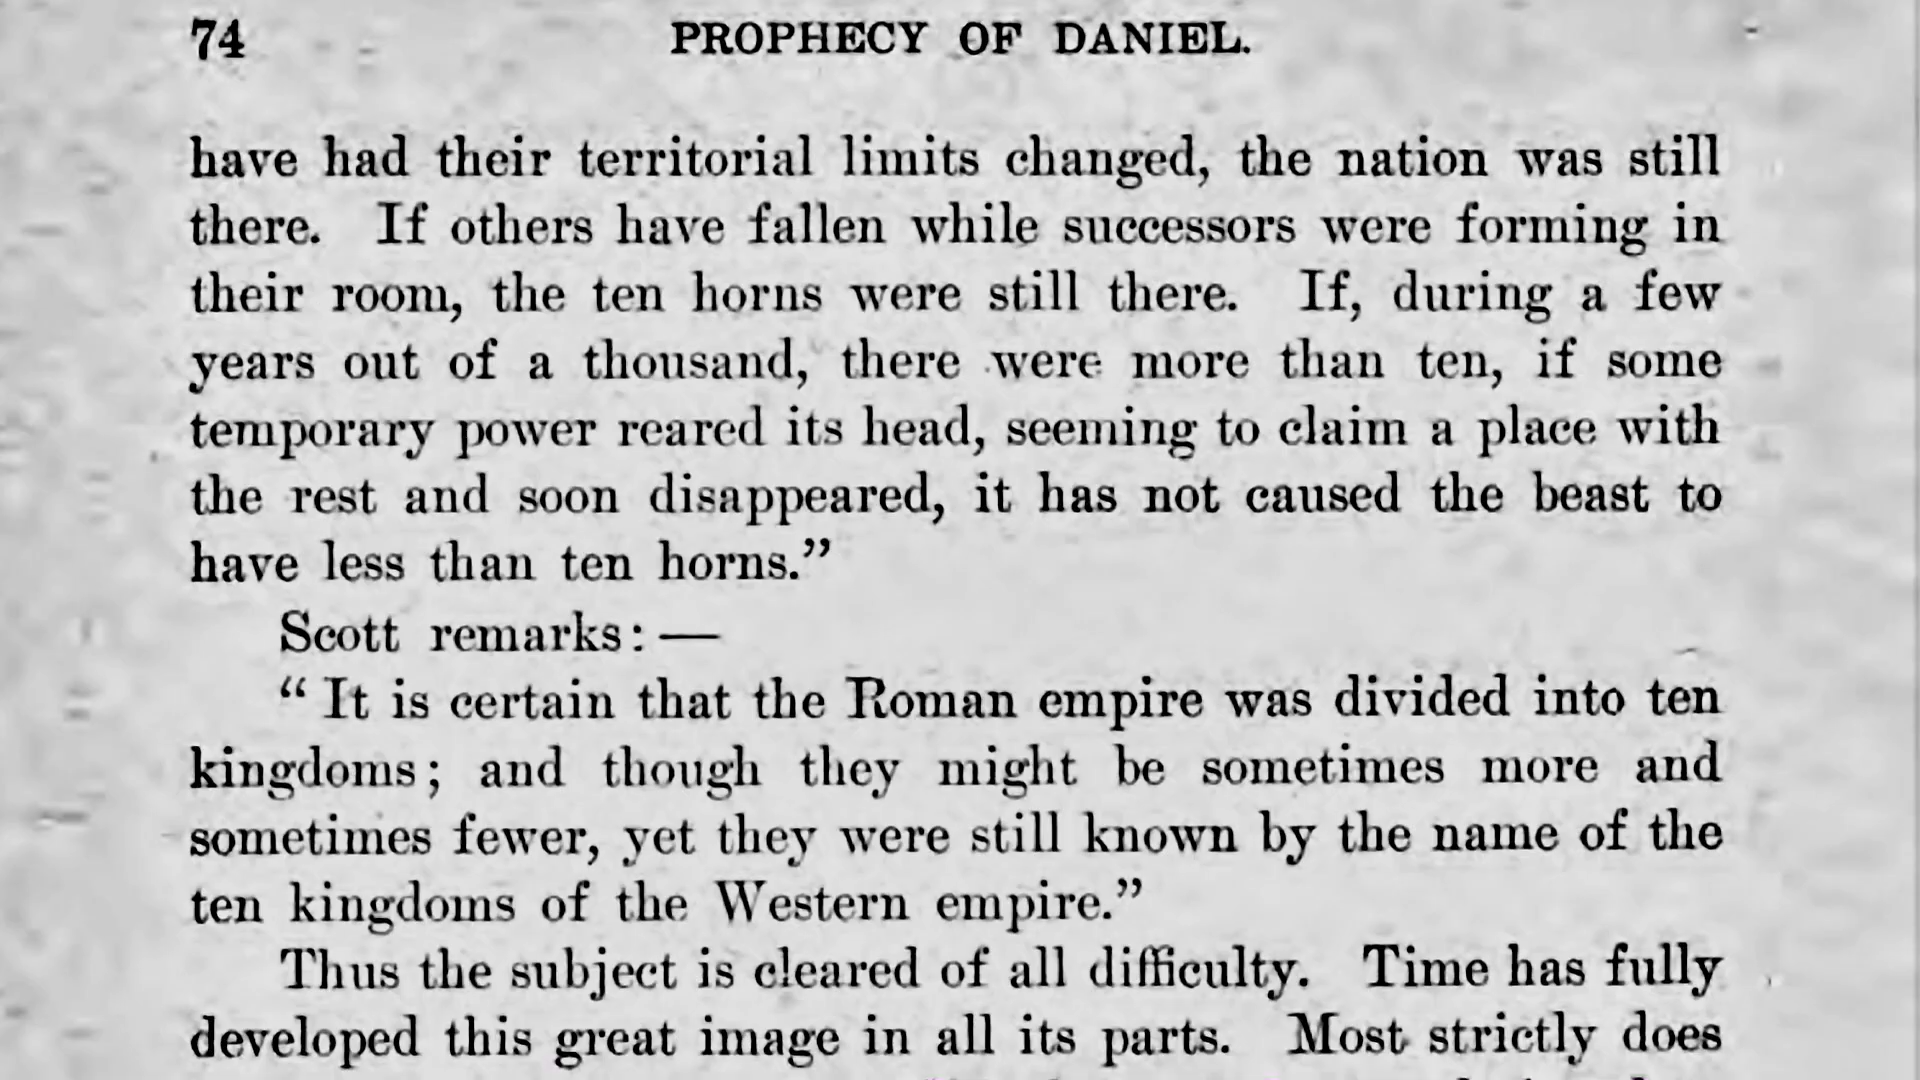 74 PROPHECY OF DANIEL.
have had their territorial limits changed, the nation was still
there. If others have fallen while successors were forming in
their room, the ten horns were still there. If, during a few
years out of a thousand, there were more than ten, if some
temporary power reared its head, seeming to claim a place with
the rest and soon disappeared, it has not caused the beast to
have less than ten horns.”
Scott remarks: —
“ It is certain that the Roman empire was divided into ten
kingdoms; and though they might be sometimes more and
sometimes fewer, yet they were still known by the name of the
ten kingdoms of the Western empire.”
Thus the subject is cleared of all difficulty. Time has fully
developed this great image in all its parts. Most strictly does